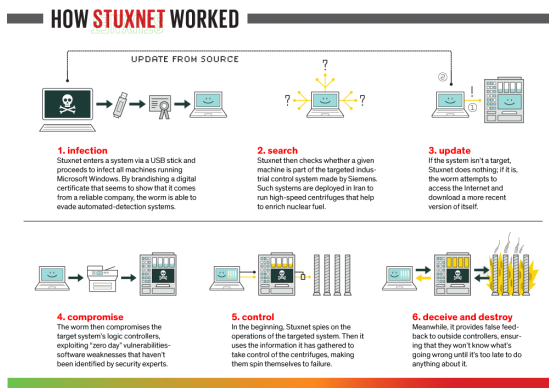 HOW STUXNET WORKED
UPDATE FROM SOURCE
?
?
?
②
!
①
1. infection
Stuxnet enters a system via a USB stick and
proceeds to infect all machines running
Microsoft Windows. By brandishing a digital
certificate that seems to show that it comes
from a reliable company, the worm is able to
evade automated-detection systems.
2. search
Stuxnet then checks whether a given
machine is part of the targeted indus-
trial control system made by Siemens.
Such systems are deployed in Iran to
run high-speed centrifuges that help
to enrich nuclear fuel.
3. update
If the system isn't a target,
Stuxnet does nothing; if it is,
the worm attempts to
access the Internet and
download a more recent
version of itself.
4. compromise
The worm then compromises the
target system's logic controllers,
exploiting "zero day" vulnerabilities-
software weaknesses that haven't
been identified by security experts.
5. control
In the beginning, Stuxnet spies on the
operations of the targeted system. Then it
uses the information it has gathered to
take control of the centrifuges, making
them spin themselves to failure.
6. deceive and destroy
Meanwhile, it provides false feed-
back to outside controllers, ensur-
ing that they won't know what's
going wrong until it's too late to do
anything about it.